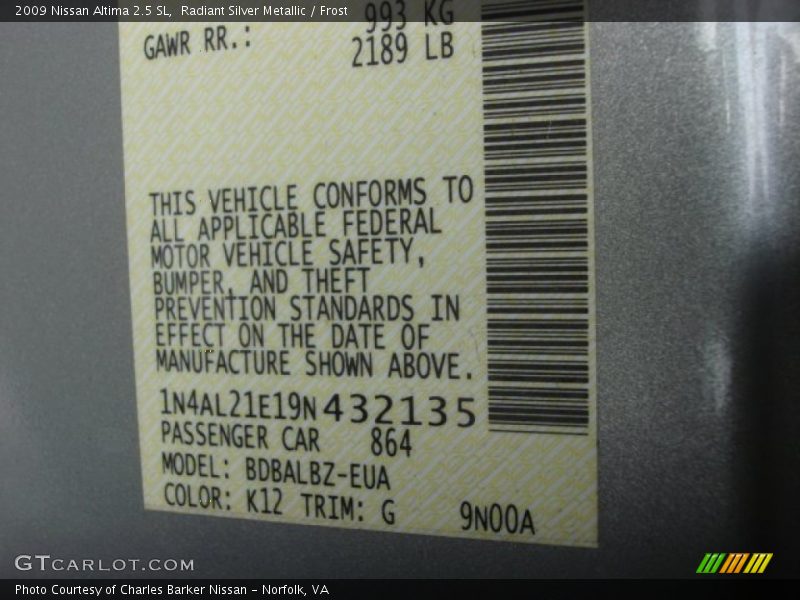 2009 Nissan Altima 2.5 SL,  Radiant Silver Metallic / Frost
993 KG
GAWR RR.:
2189 LB
THIS VEHICLE CONFORMS TO
ALL APPLICABLE FEDERAL
MOTOR VEHICLE SAFETY,
BUMPER, AND THEFT
PREVENTION STANDARDS IN
EFFECT ON THE DATE OF
MANUFACTURE SHOWN ABOVE.
1N4AL21E19N432135
PASSENGER CAR 864
MODEL: BDBALBZ-EUA
COLOR: K12 TRIM: G 9N00A
GTCARLOT.COM
Photo Courtesy of Charles Barker Nissan - Norfolk, VA